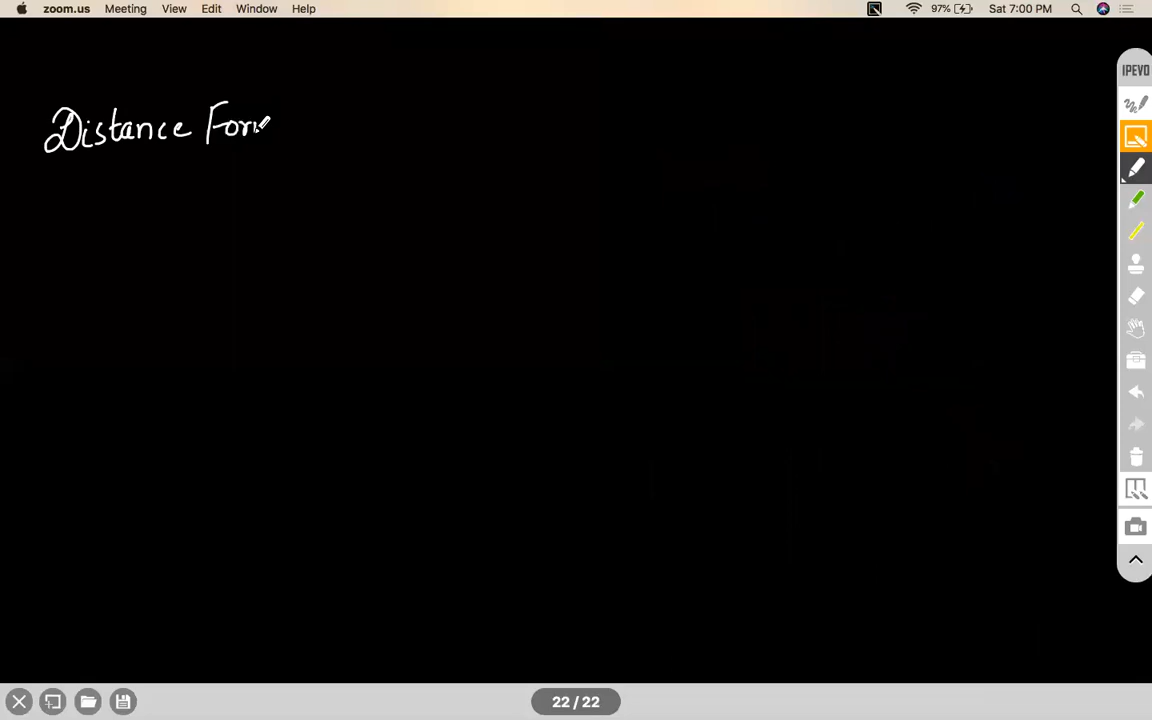 zoom.us Meeting View Edit Window Help 97% Sat 7:00 PM
IPEVO
Distance For
22 / 22